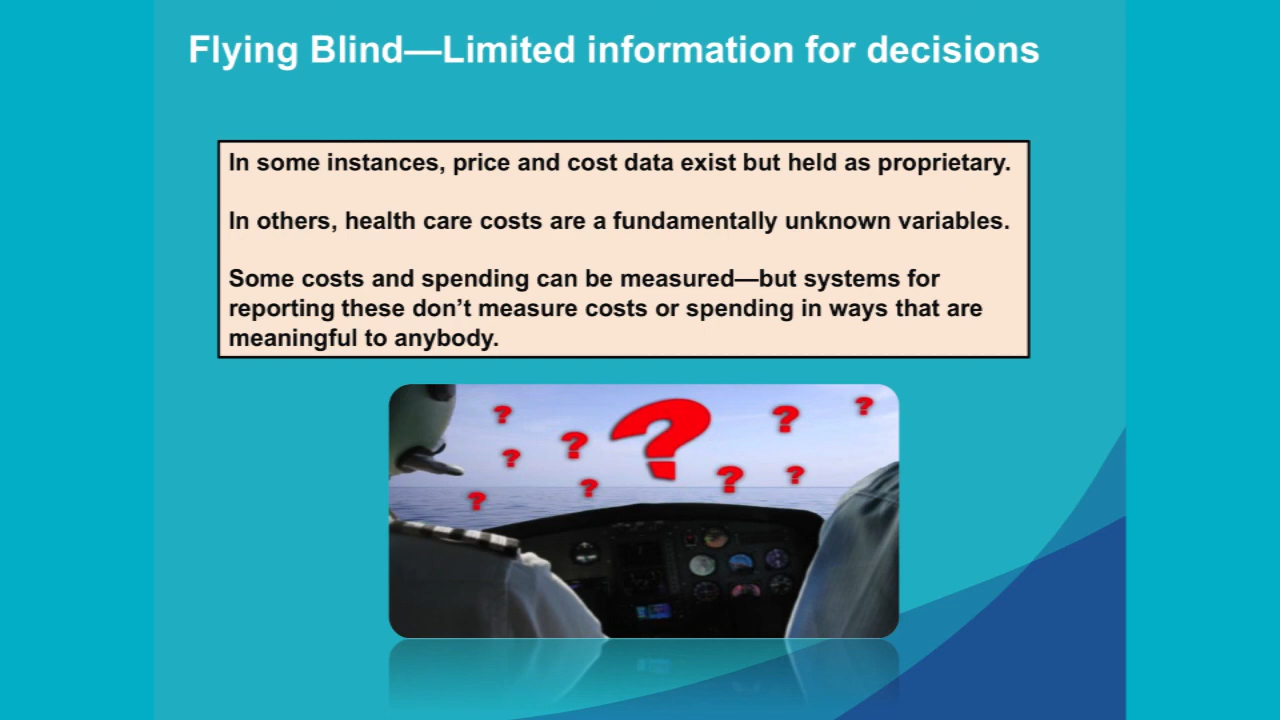 Flying Blind—Limited information for decisions
In some instances, price and cost data exist but held as proprietary.
In others, health care costs are a fundamentally unknown variables.
Some costs and spending can be measured—but systems for
reporting these don’t measure costs or spending in ways that are
meaningful to anybody.
?
?
?
?
?
?
?
?
?
?